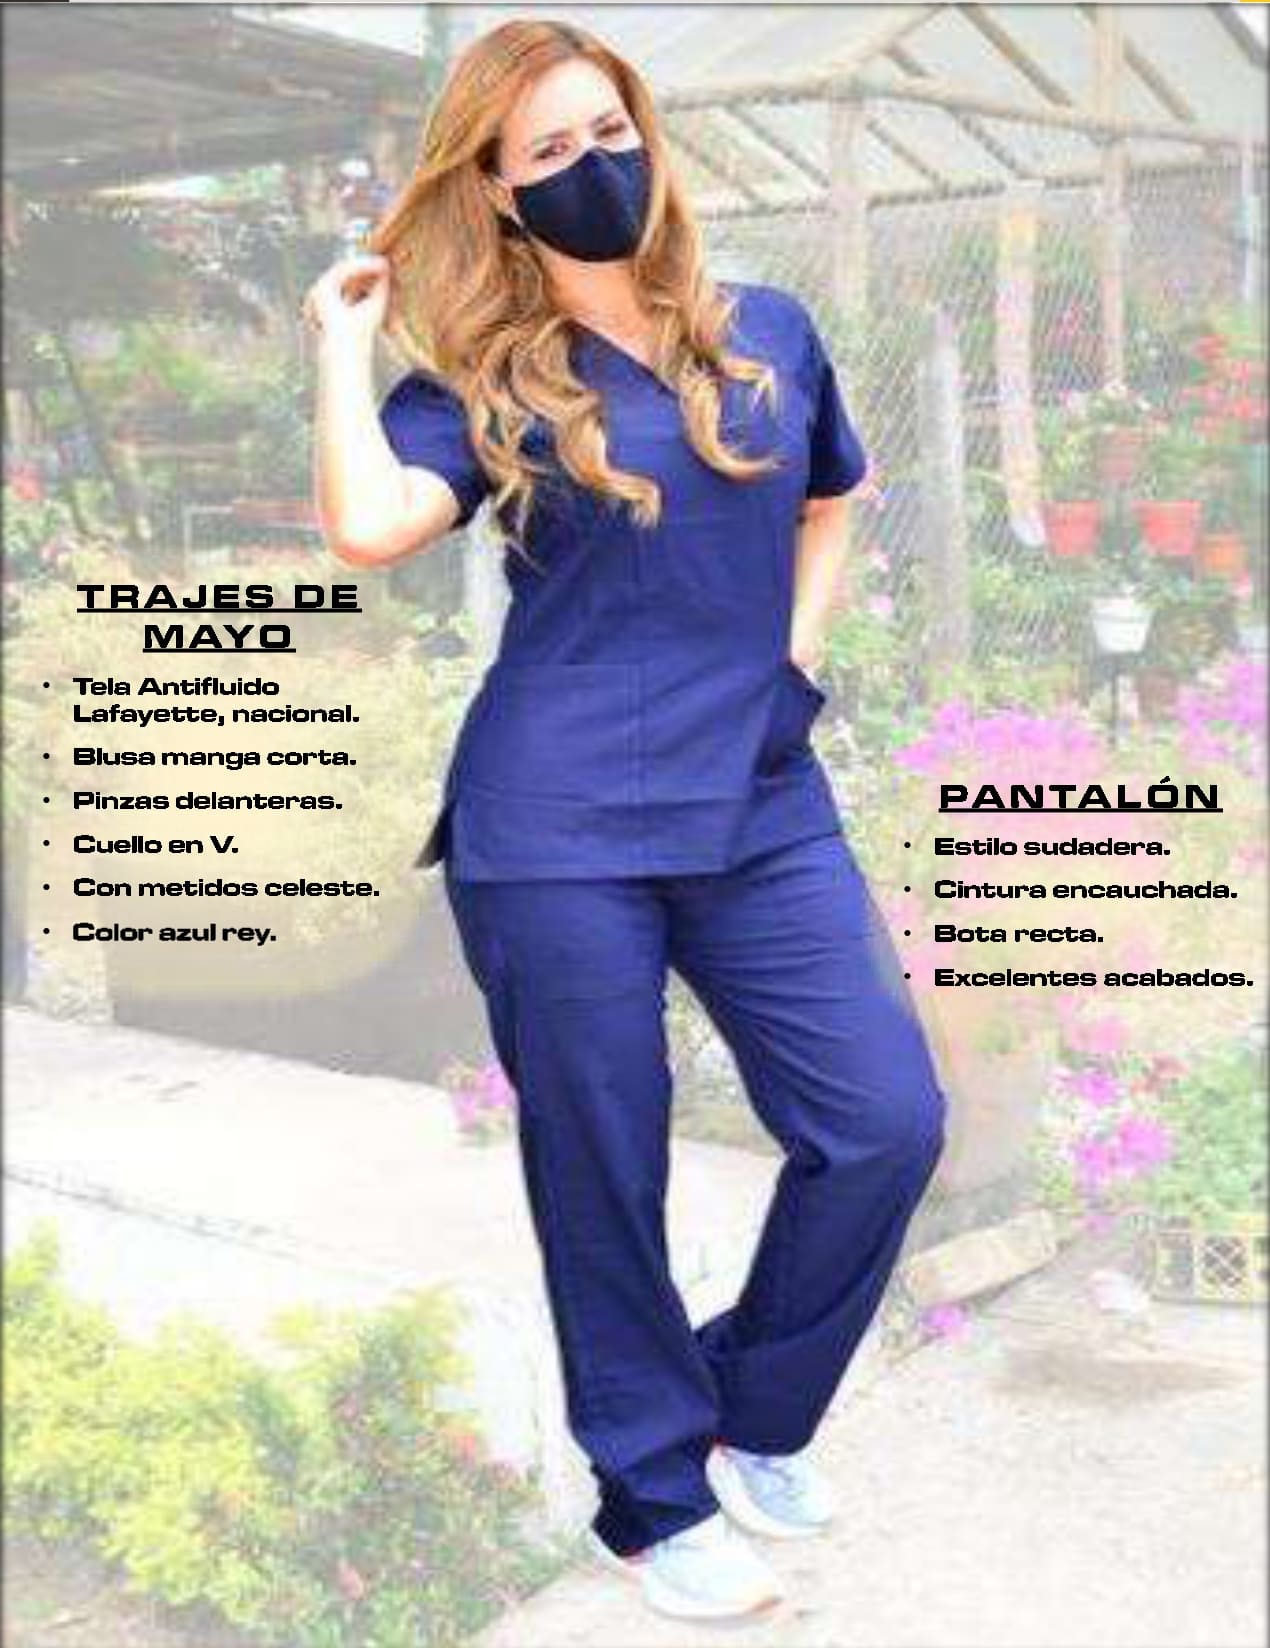 TRAJES DE
MAYO
• Tela Antifluido
Lafayette, nacional.
• Blusa manga corta.
• Pinzas delanteras.
• Cuello en V.
• Con metidos celeste.
• Color azul rey.
PANTALÓN
• Estilo sudadera.
• Cintura encauchada.
• Bota recta.
• Excelentes acabados.